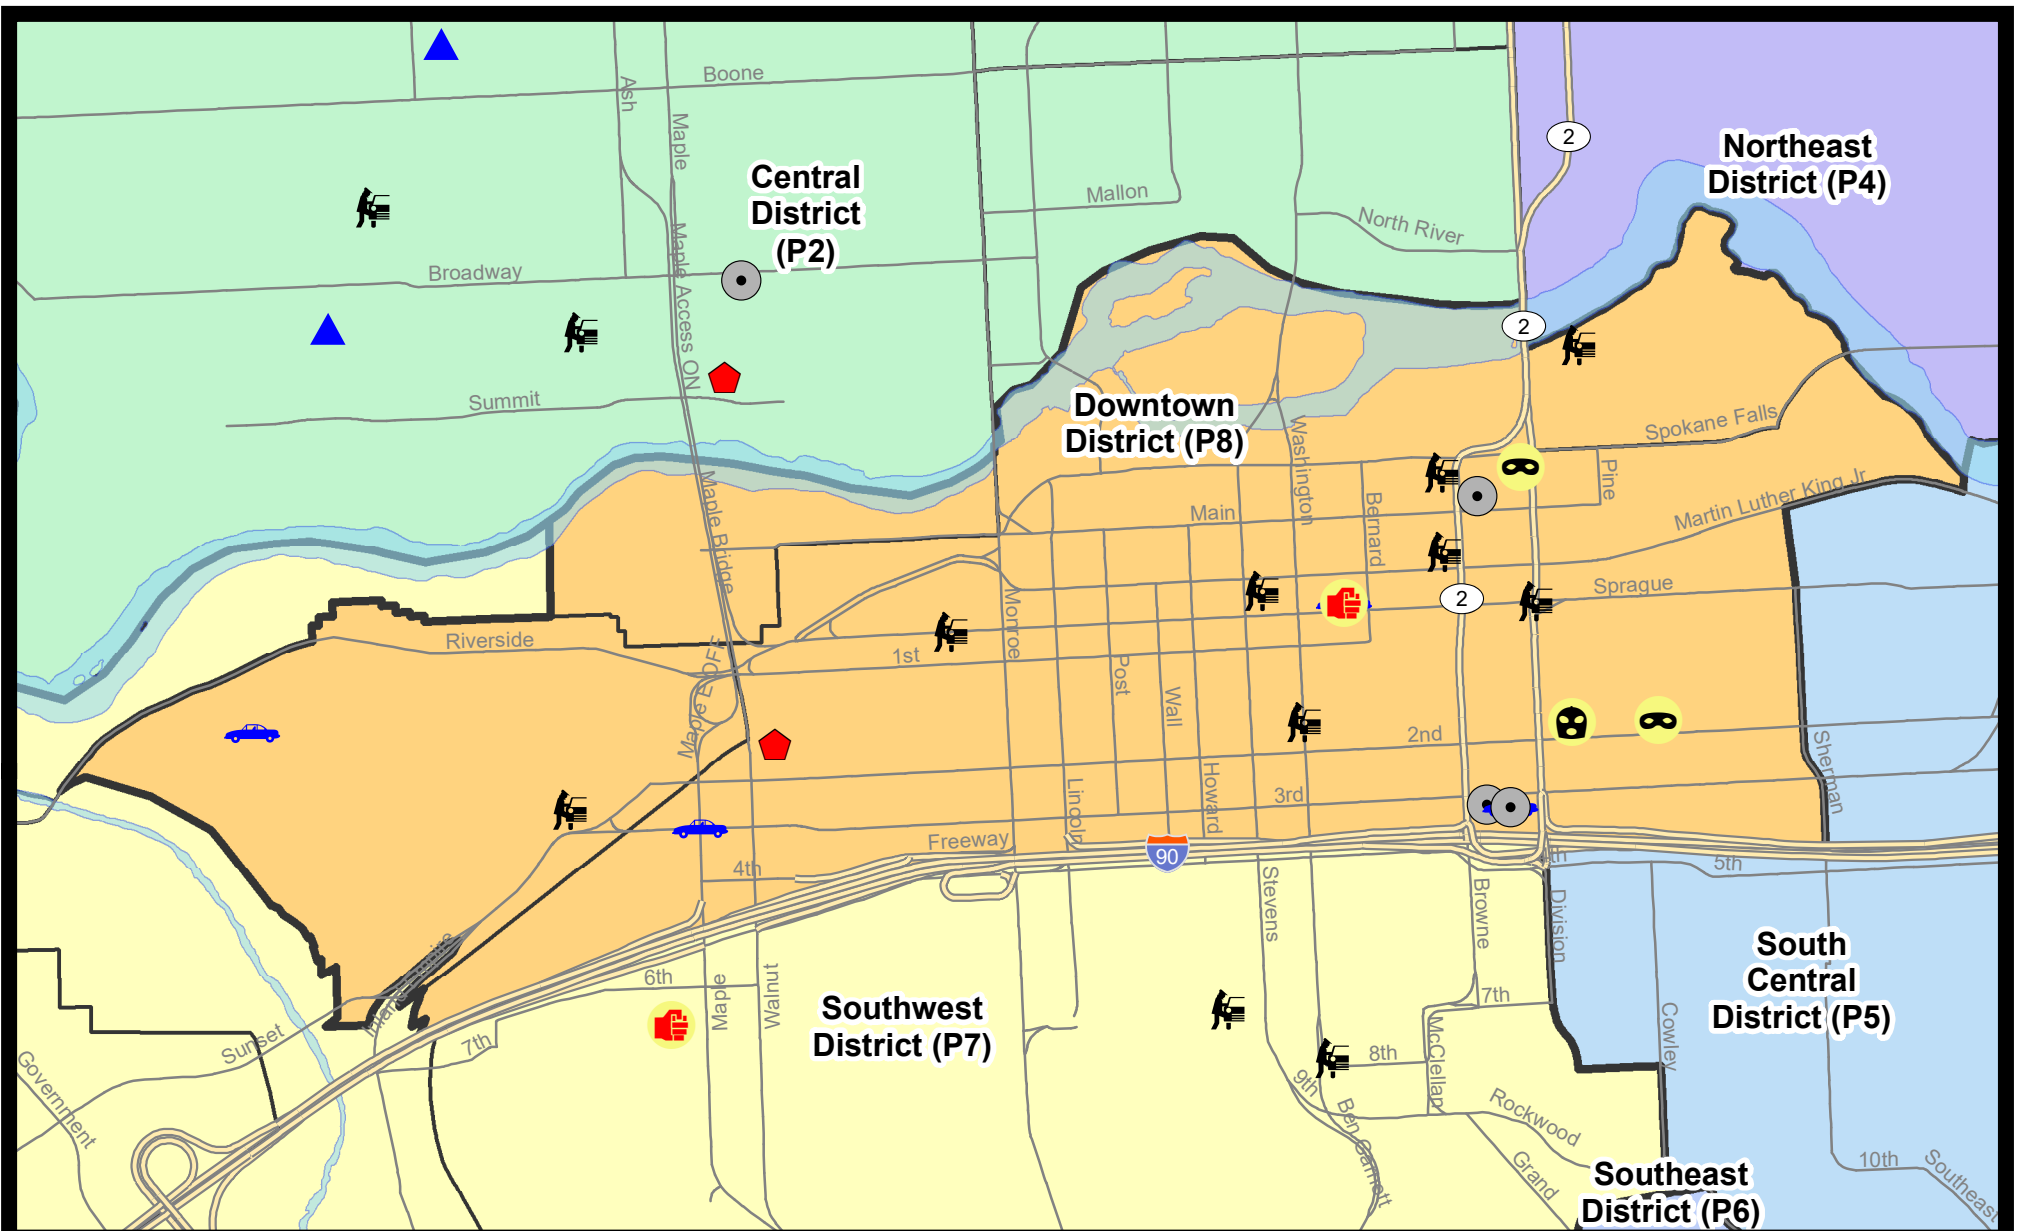 Boone
Ash
Maple
Central
District
(P2)
2
Northeast
District (P4)
Mallon
North River
Maple Access ON
Broadway
2
Summit
Downtown
District (P8)
Spokane Falls
Washington
Pine
Maple Bridge
Main
Bernard
Martin Luther King Jr
2
Sprague
Riverside
Monroe
1st
Maple E OFF
Post
Wall
2nd
Sherman
Howard
Lincoln
3rd
Freeway
90
4th
4th
5th
Stevens
Browne
Division
South
Central
District (P5)
6th
Maple
Walnut
Southwest
District (P7)
7th
Sunset
7th
McClellan
Cowley
8th
9th
Government
Ben Garnett
Rockwood
Grand
10th
Southeast
Southeast
District (P6)